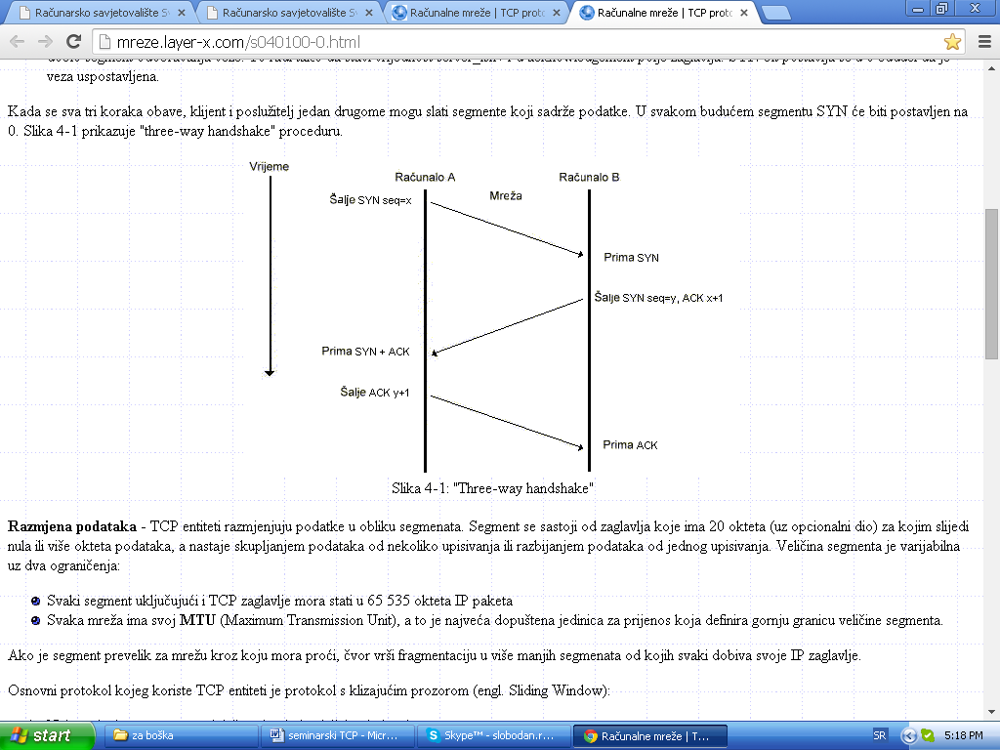 Računarsko savjetovalište S
Računarsko savjetovalište S
Računalne mreže | TCP proto
Računalne mreže | TCP proto
mreze.layer-x.com/s040100-0.html
veza uspostavljena.
Kada se sva tri koraka obave, klijent i poslužitelj jedan drugome mogu slati segmente koji sadrže podatke. U svakom budućem segmentu SYN će biti postavljen na
0. Slika 4-1 prikazuje "three-way handshake" proceduru.
Vrijeme
Računalo A
Računalo B
Mreža
Šalje SYN seq=x
Prima SYN
Šalje SYN seq=y, ACK x+1
Prima SYN + ACK
Šalje ACK y+1
Prima ACK
Slika 4-1: "Three-way handshake"
Razmjena podataka - TCP entiteti razmjenjuju podatke u obliku segmenata. Segment se sastoji od zaglavlja koje ima 20 okteta (uz opcionalni dio) za kojim slijedi
nula ili više okteta podataka, a nastaje skupljanjem podataka od nekoliko upisivanja ili razbijanjem podataka od jednog upisivanja. Veličina segmenta je varijabilna
uz dva ograničenja:
Svaki segment uključujući i TCP zaglavlje mora stati u 65 535 okteta IP paketa
Svaka mreža ima svoj MTU (Maximum Transmission Unit), a to je najveća dopuštena jedinica za prijenos koja definira gornju granicu veličine segmenta.
Ako je segment prevelik za mrežu kroz koju mora proći, čvor vrši fragmentaciju u više manjih segmenata od kojih svaki dobiva svoje IP zaglavlje.
Osnovni protokol kojeg koriste TCP entiteti je protokol s klizajućim prozorom (engl. Sliding Window):
start
za boška
seminarski TCP - Micr...
Skype™ - slobodan.r...
Računalne mreže | T...
SR
5:18 PM